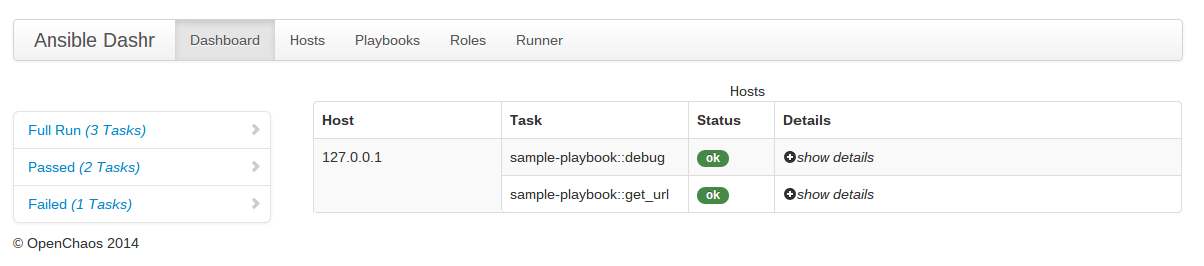 Ansible Dashr Dashboard Hosts Playbooks Roles Runner
Full Run (3 Tasks)
Passed (2 Tasks)
Failed (1 Tasks)
Hosts
Host Task Status Details
127.0.0.1 sample-playbook::debug ok show details
sample-playbook::get_url ok show details
© OpenChaos 2014